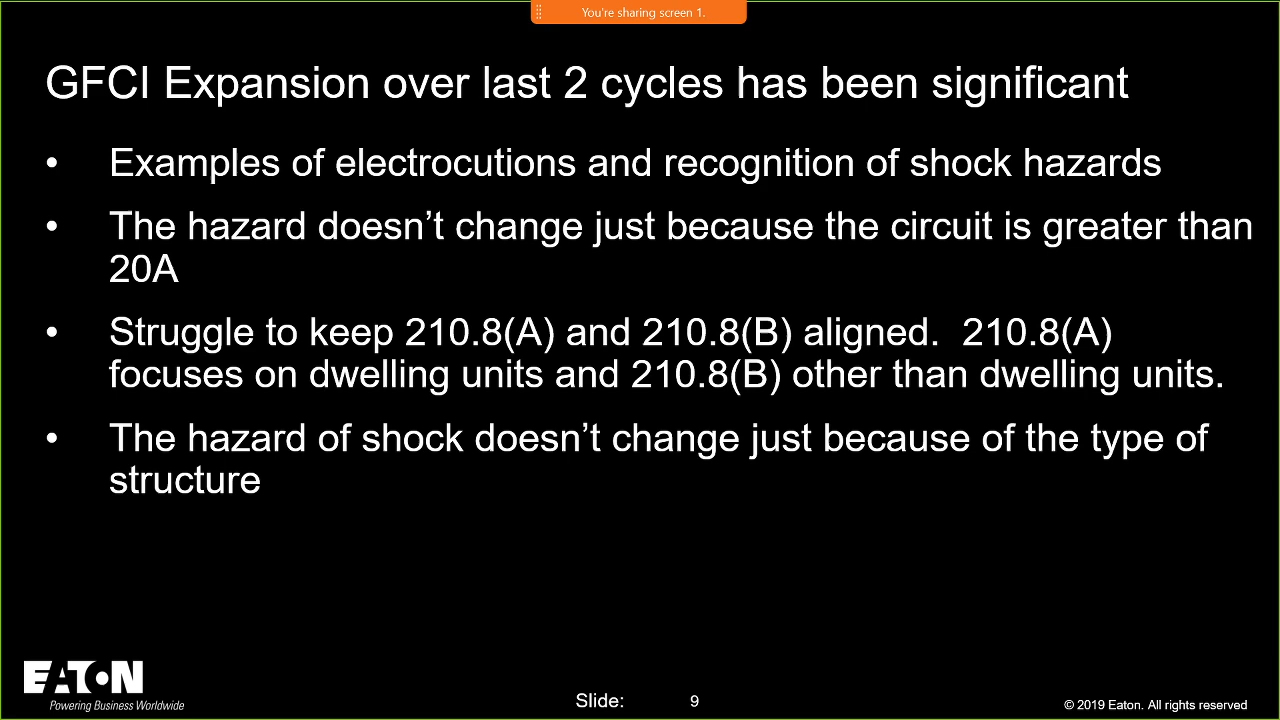 You're sharing screen 1.
GFCI Expansion over last 2 cycles has been significant
• Examples of electrocutions and recognition of shock hazards
• The hazard doesn’t change just because the circuit is greater than
20A
• Struggle to keep 210.8(A) and 210.8(B) aligned.  210.8(A)
focuses on dwelling units and 210.8(B) other than dwelling units.
• The hazard of shock doesn’t change just because of the type of
structure
EATON
Powering Business Worldwide
Slide: 9
© 2019 Eaton. All rights reserved